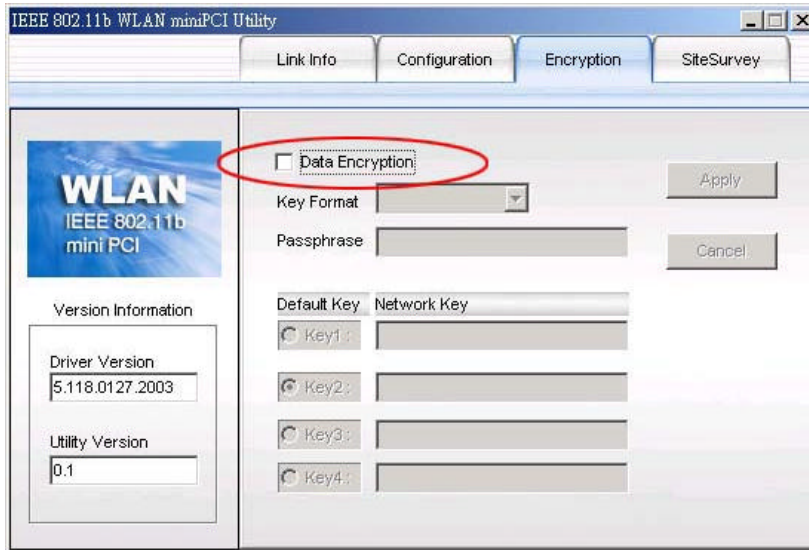 IEEE 802.11b WLAN miniPCI Utility
Link Info
Configuration
Encryption
SiteSurvey
WLAN
IEEE 802.11b
mini PCI
Version Information
Driver Version
5.118.0127.2003
Utility Version
0.1
Data Encryption
Key Format
Passphrase
Apply
Cancel
Default Key Network Key
Key1 :
Key2 :
Key3 :
Key4 :